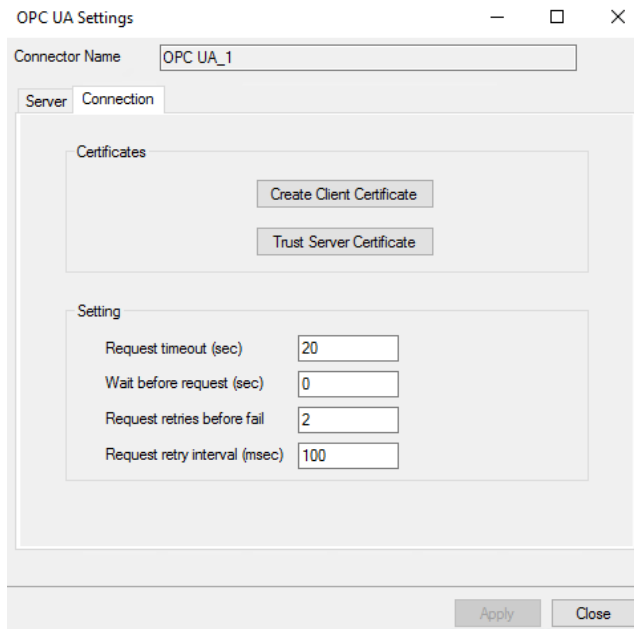 OPC UA Settings
Connector Name OPC UA_1
Server Connection
Certificates
Create Client Certificate
Trust Server Certificate
Setting
Request timeout (sec) 20
Wait before request (sec) 0
Request retries before fail 2
Request retry interval (msec) 100
Apply Close